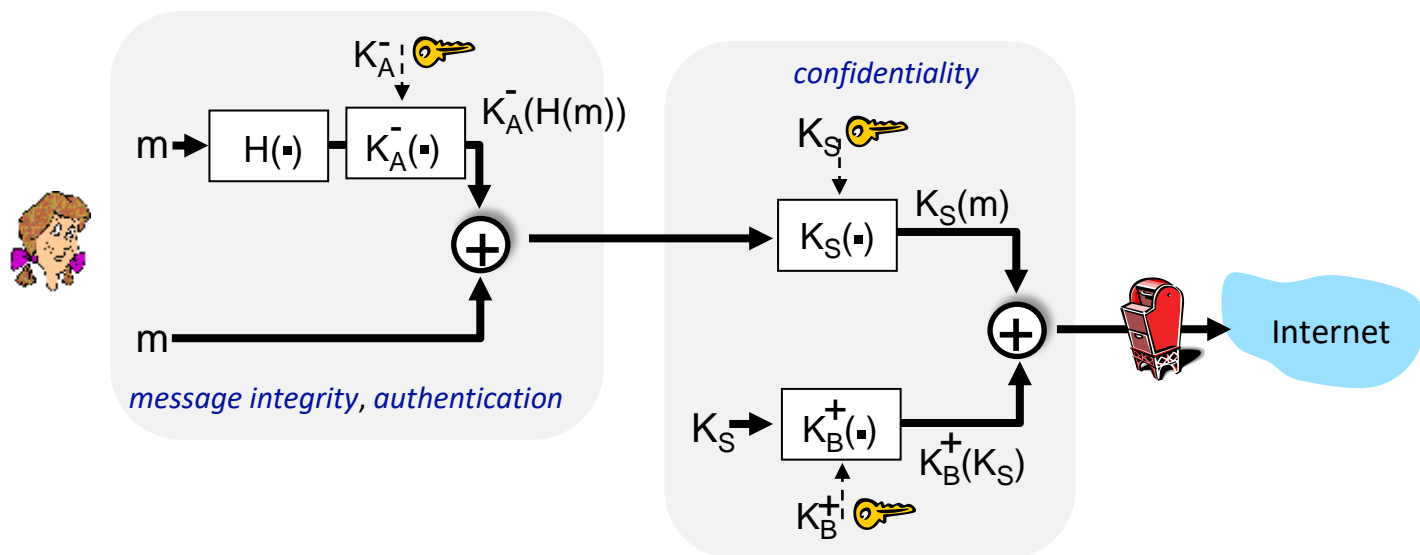 K_A^-
K_A^-(H(m))
m
H(▪)
K_A^-(▪)
+
m
message integrity, authentication
confidentiality
K_S
K_S(▪)
K_S(m)
+
Internet
K_S
K_B^+(▪)
K_B^+(K_S)
K_B^+